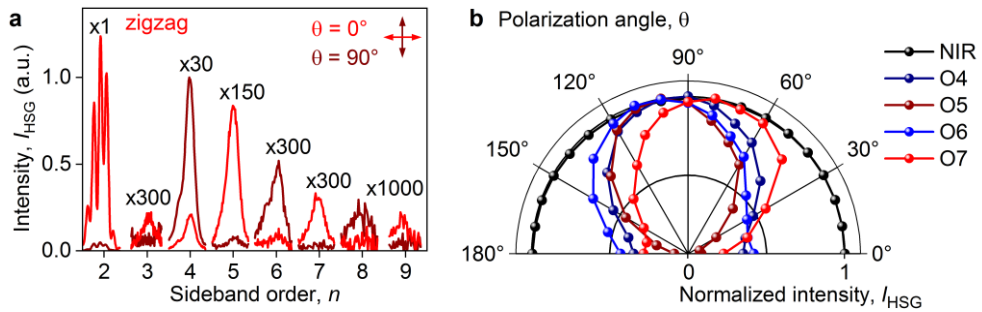 a
zigzag
θ = 0°
θ = 90°
x1
x300
x30
x150
x300
x300
x1000
Intensity, I_HSG (a.u.)
1.0
0.5
0.0
2 3 4 5 6 7 8 9
Sideband order, n
b Polarization angle, θ
90°
120° 60°
150° 30°
180° 0°
0 1
Normalized intensity, I_HSG
NIR
O4
O5
O6
O7